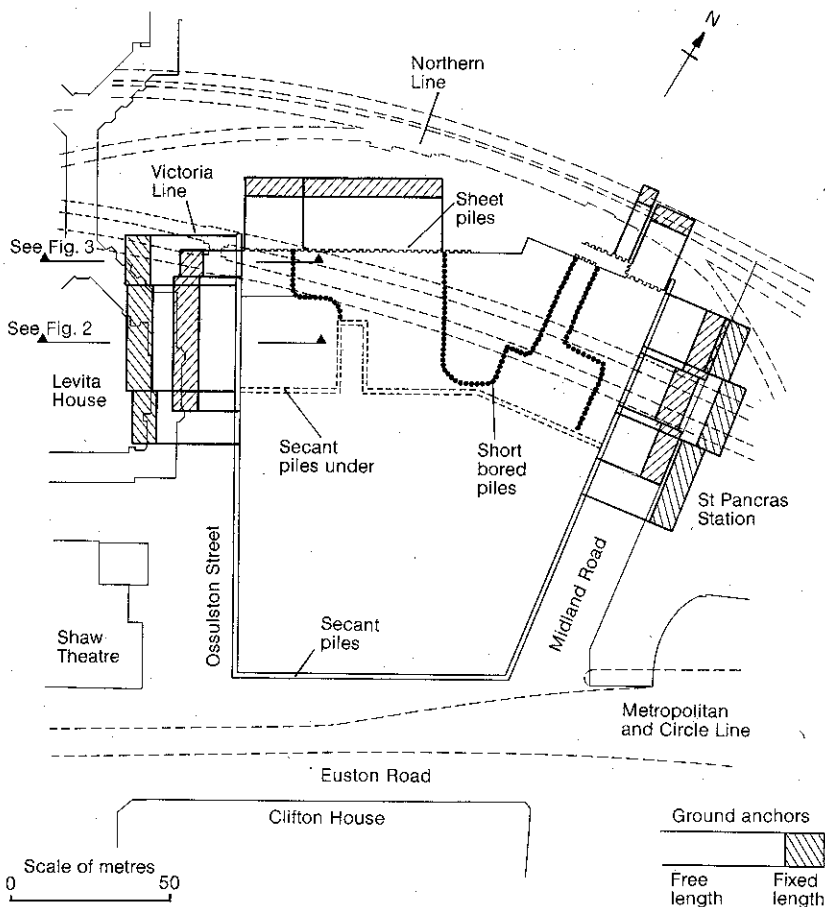 N
Northern
Line
Victoria
Line
Sheet
piles
See Fig. 3
See Fig. 2
Levita
House
Secant
piles under
Short
bored
piles
St Pancras
Station
Ossulston Street
Midland Road
Shaw
Theatre
Secant
piles
Metropolitan
and Circle Line
Euston Road
Clifton House
Ground anchors
Scale of metres
0 50
Free
length
Fixed
length